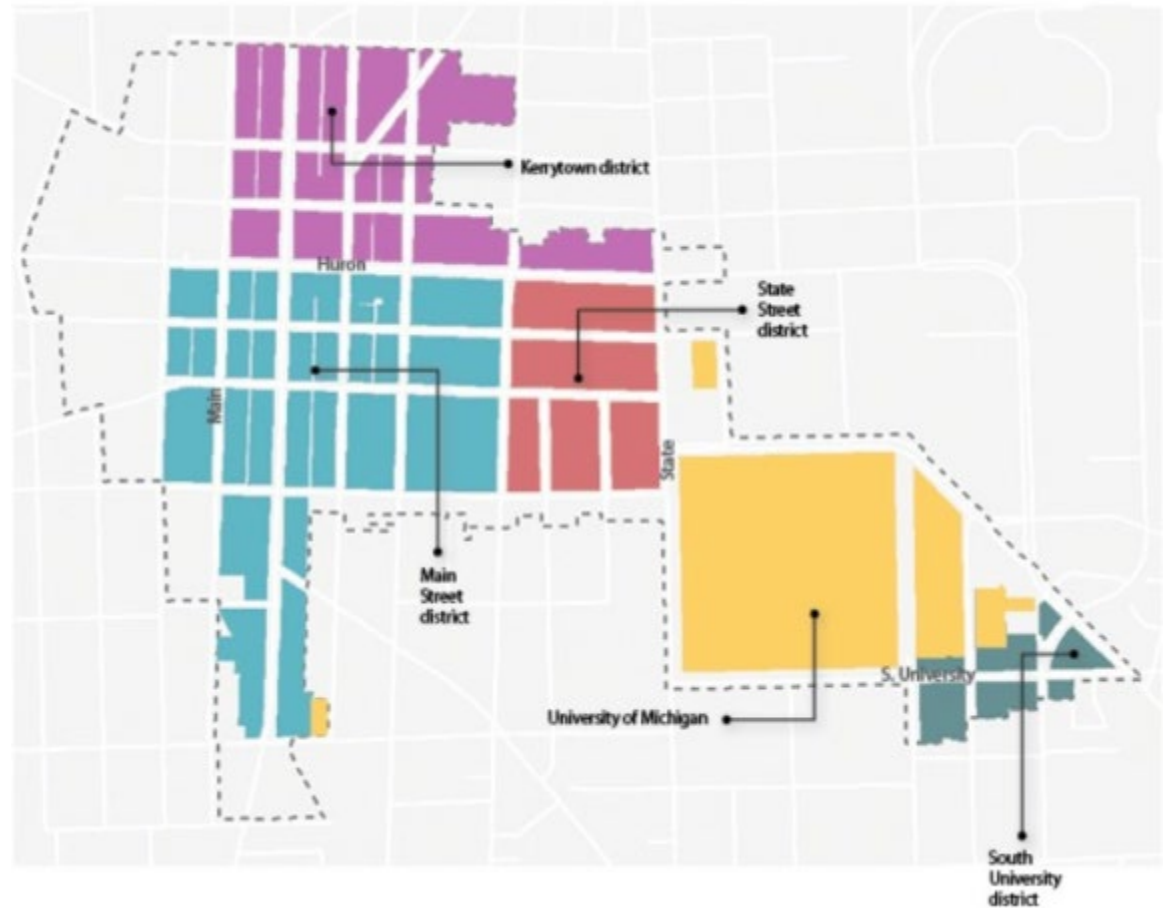 Kerrytown district
Huron
State
Street
district
Main
State
Main
Street
district
S. University
University of Michigan
South
University
district